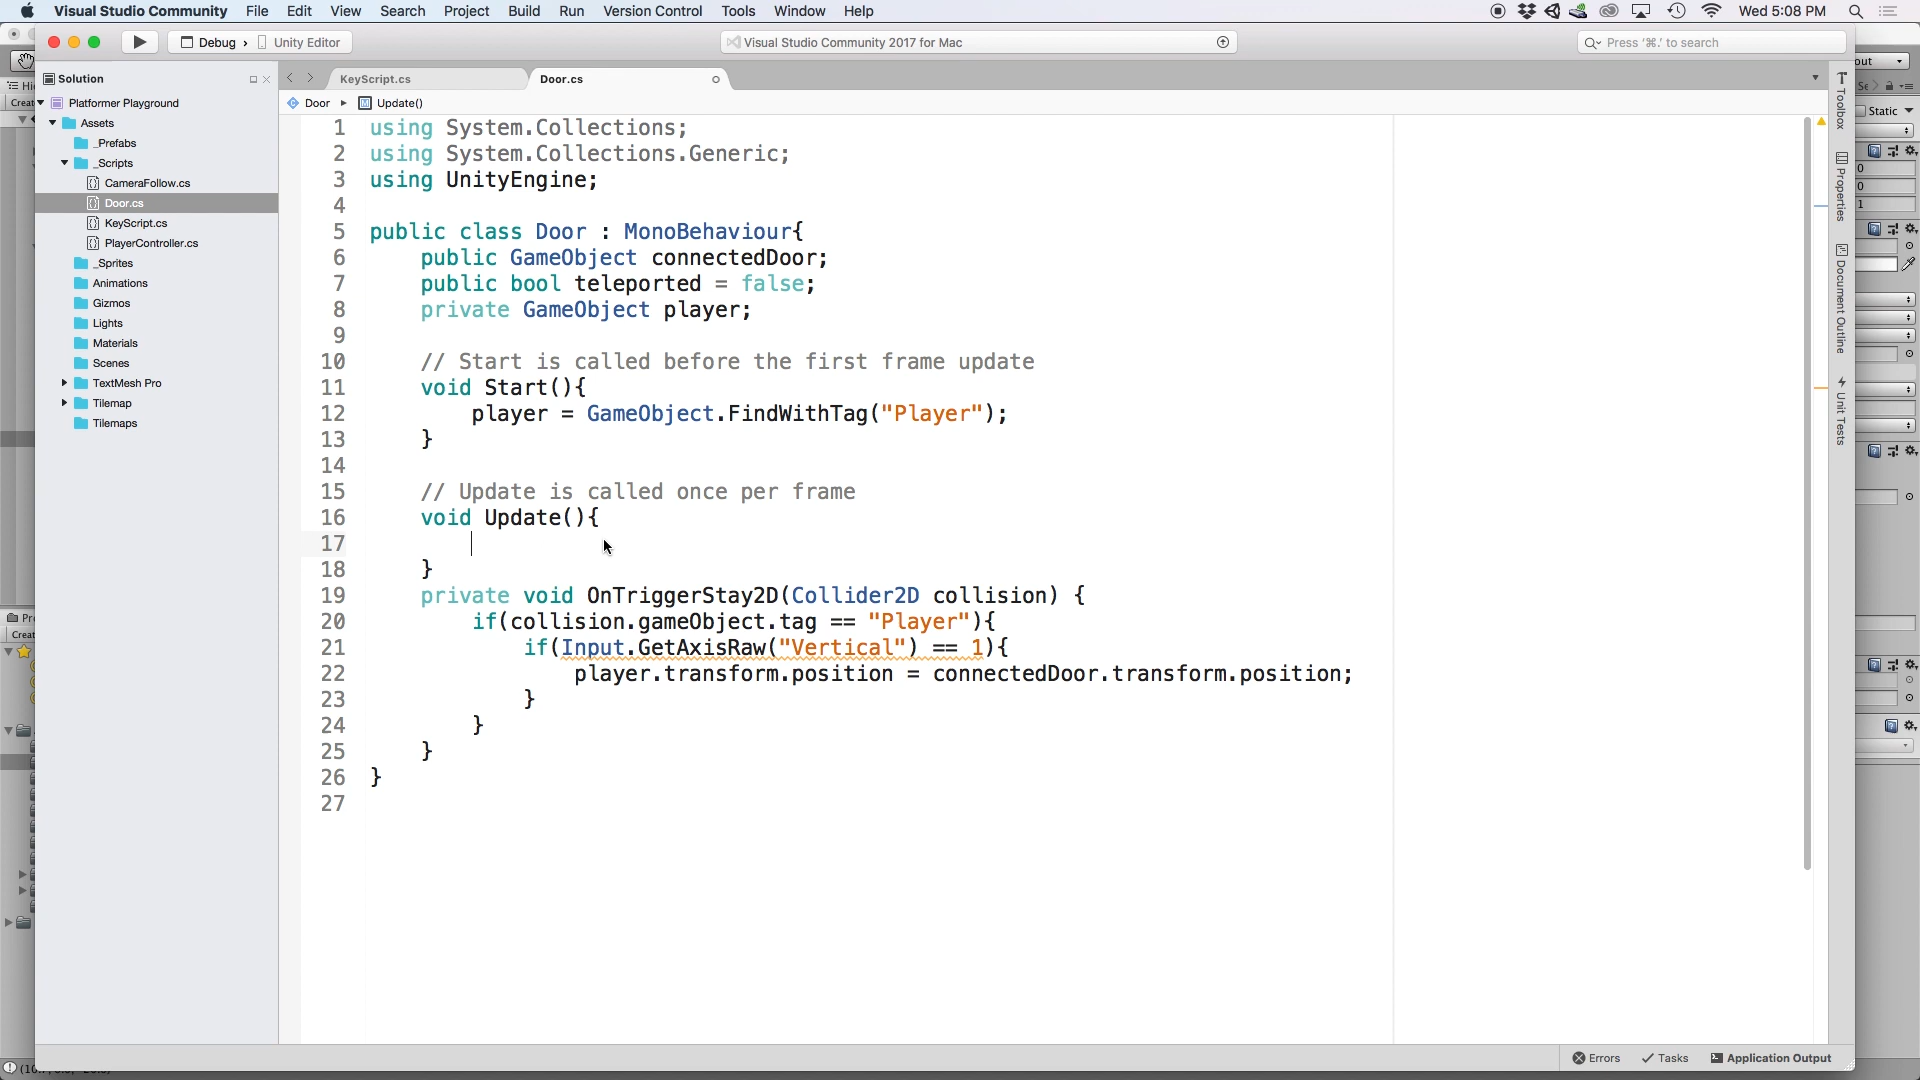 Visual Studio Community File Edit View Search Project Build Run Version Control Tools Window Help Wed 5:08 PM
Debug › Unity Editor Visual Studio Community 2017 for Mac Press '⌘.' to search
Solution
KeyScript.cs Door.cs
Platformer Playground
Assets
_Prefabs
_Scripts
CameraFollow.cs
Door.cs
KeyScript.cs
PlayerController.cs
_Sprites
Animations
Gizmos
Lights
Materials
Scenes
TextMesh Pro
Tilemap
Tilemaps
Door ▸ Update()
1 using System.Collections;
2 using System.Collections.Generic;
3 using UnityEngine;
4
5 public class Door : MonoBehaviour{
6 public GameObject connectedDoor;
7 public bool teleported = false;
8 private GameObject player;
9
10 // Start is called before the first frame update
11 void Start(){
12 player = GameObject.FindWithTag("Player");
13 }
14
15 // Update is called once per frame
16 void Update(){
17
18 }
19 private void OnTriggerStay2D(Collider2D collision) {
20 if(collision.gameObject.tag == "Player"){
21 if(Input.GetAxisRaw("Vertical") == 1){
22 player.transform.position = connectedDoor.transform.position;
23 }
24 }
25 }
26 }
27
Toolbox
Properties
Document Outline
Unit Tests
Static
Errors Tasks Application Output